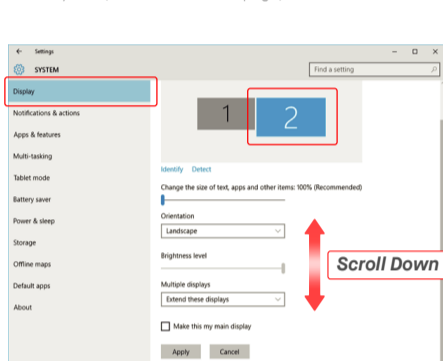 Settings
SYSTEM
Find a setting
Display
Notifications & actions
Apps & features
Multi-tasking
Tablet mode
Battery saver
Power & sleep
Storage
Offline maps
Default apps
About
1
2
Identify Detect
Change the size of text, apps and other items: 100% (Recommended)
Orientation
Landscape
Brightness level
Multiple displays
Extend these displays
Make this my main display
Apply Cancel
Scroll Down